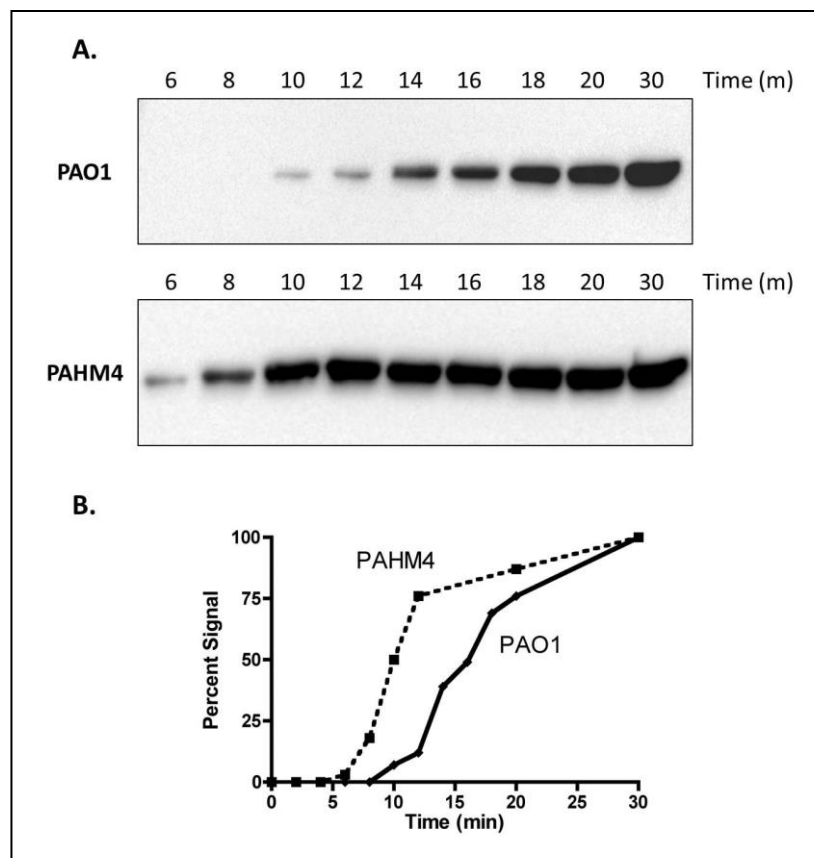 A.
6 8 10 12 14 16 18 20 30 Time (m)
PAO1
6 8 10 12 14 16 18 20 30 Time (m)
PAHM4
B.
100
75
50
25
0
Percent Signal
PAHM4
PAO1
0 5 10 15 20 25 30
Time (min)